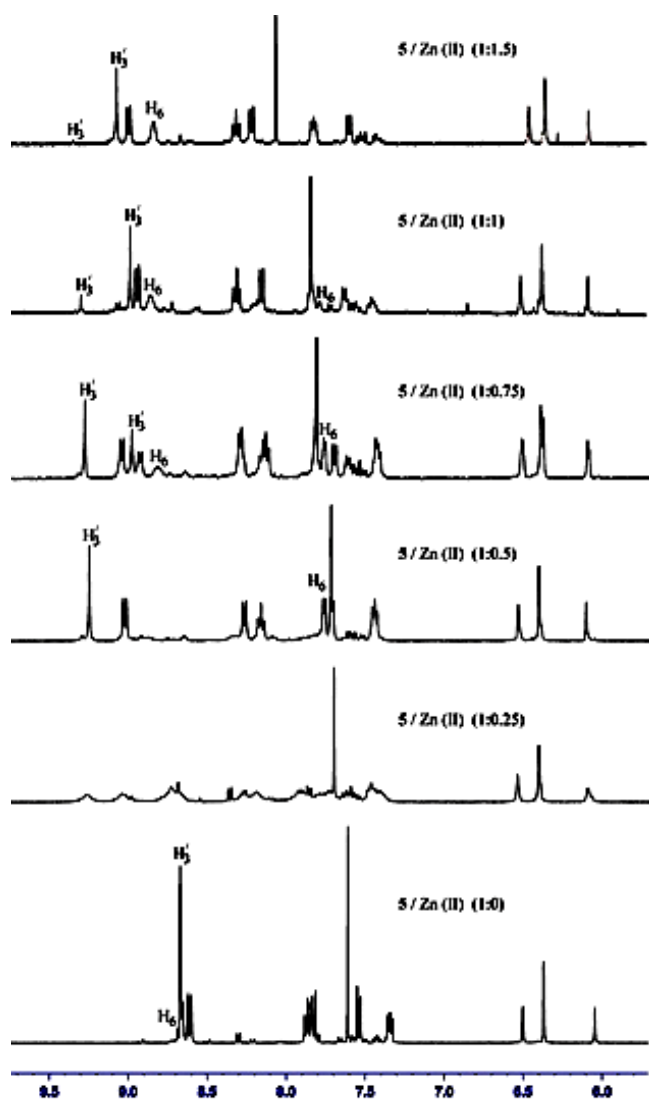 5 / Zn (II) (1:1.5)
H₃'
H₆
H₃'
5 / Zn (II) (1:1)
H₃'
H₃'
H₆
H₆
5 / Zn (II) (1:0.75)
H₃'
H₃'
H₆
H₆
5 / Zn (II) (1:0.5)
H₃'
H₆
5 / Zn (II) (1:0.25)
H₃'
5 / Zn (II) (1:0)
H₆
9.5 9.0 8.5 8.0 7.5 7.0 6.5 6.0